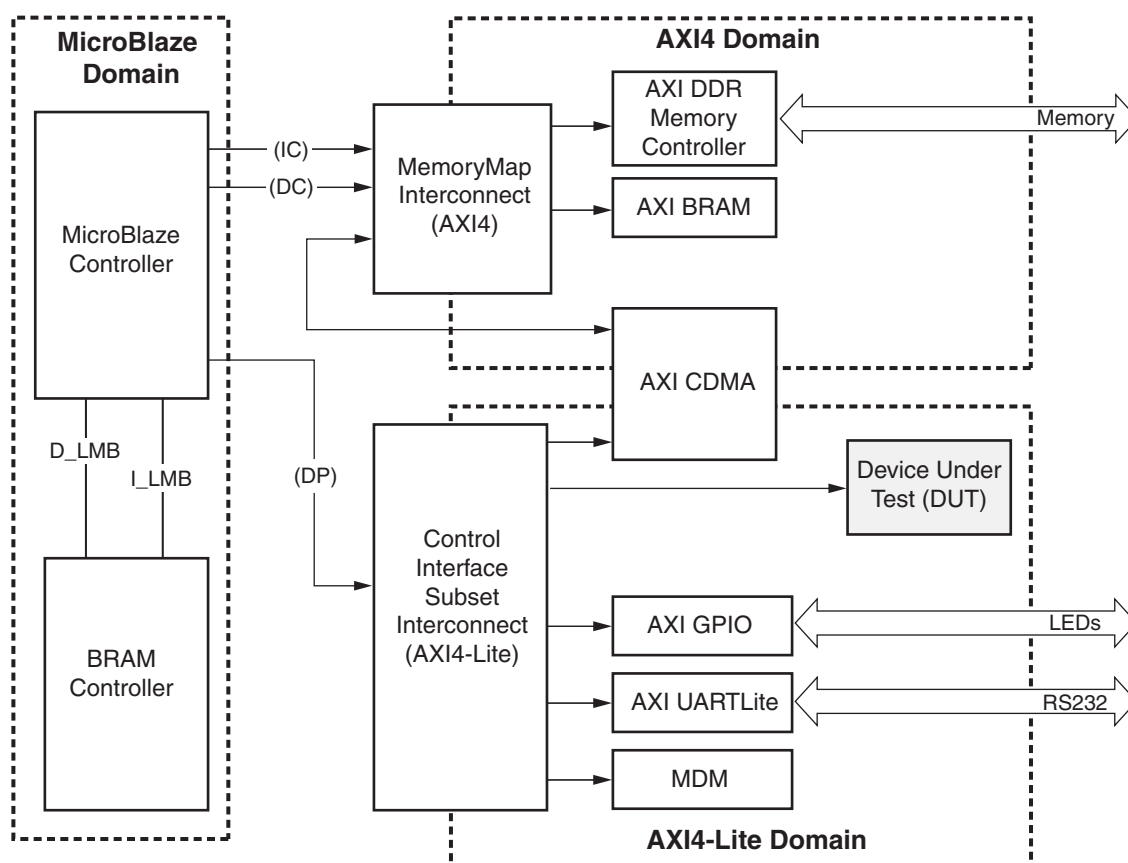 MicroBlaze
Domain
MicroBlaze
Controller
D_LMB
I_LMB
BRAM
Controller
(IC)
(DC)
(DP)
AXI4 Domain
MemoryMap
Interconnect
(AXI4)
AXI DDR
Memory
Controller
Memory
AXI BRAM
AXI CDMA
Control
Interface
Subset
Interconnect
(AXI4-Lite)
Device Under
Test (DUT)
AXI GPIO
LEDs
AXI UARTLite
RS232
MDM
AXI4-Lite Domain